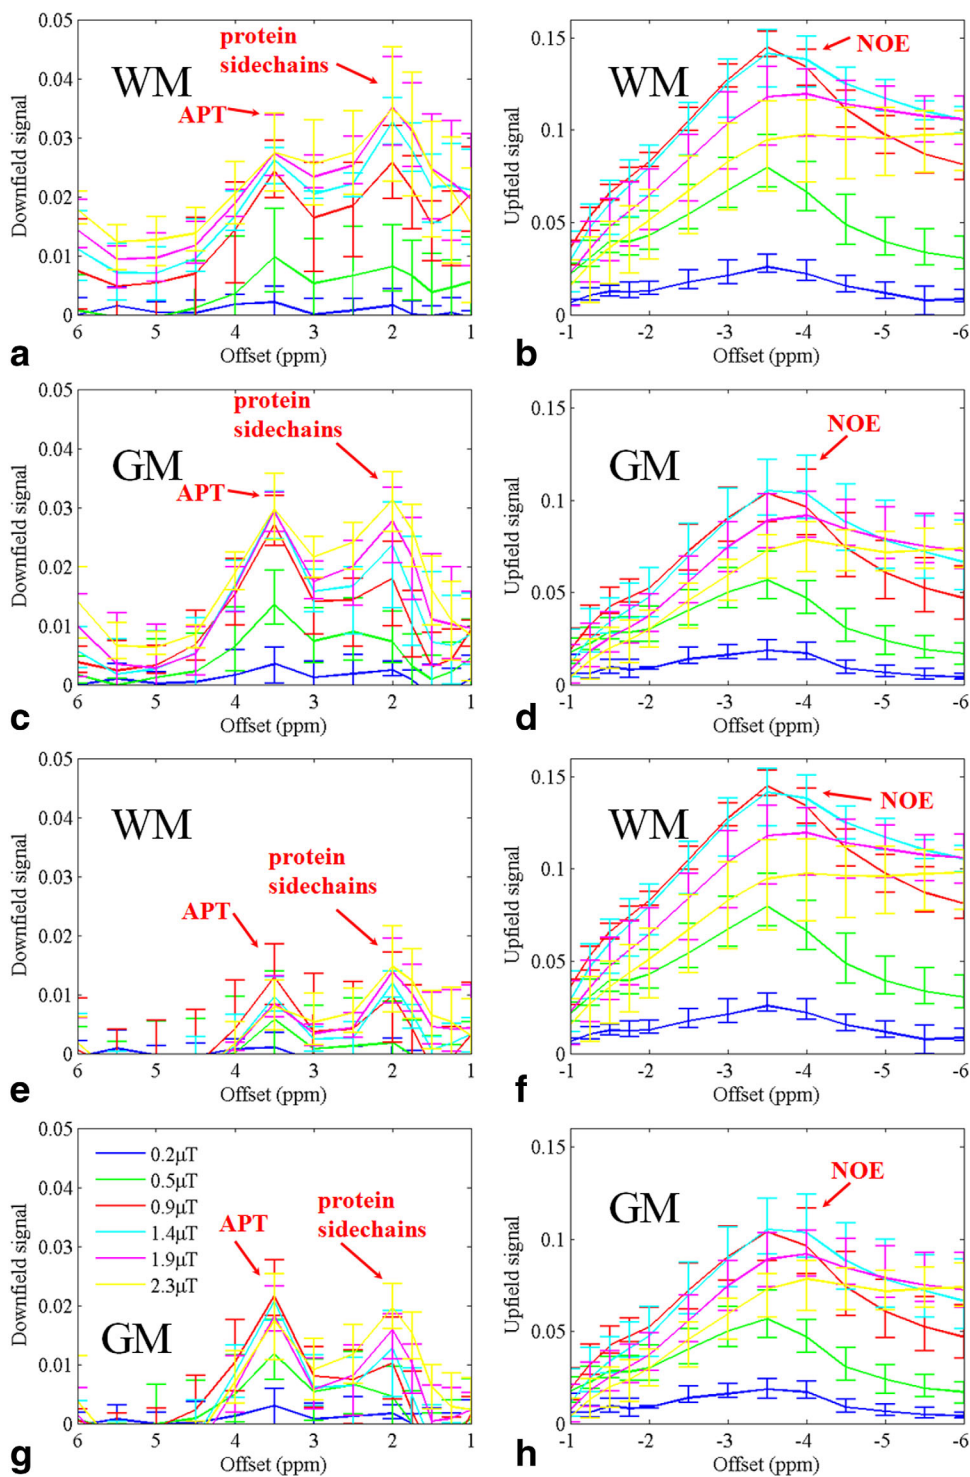 0.05
0.04
0.03
0.02
0.01
0
Downfield signal
WM
protein
sidechains
APT
6 5 4 3 2 1
Offset (ppm)
a
0.15
0.1
0.05
0
Upfield signal
WM
NOE
-1 -2 -3 -4 -5 -6
Offset (ppm)
b
0.05
0.04
0.03
0.02
0.01
0
Downfield signal
GM
protein
sidechains
APT
6 5 4 3 2 1
Offset (ppm)
c
0.15
0.1
0.05
0
Upfield signal
GM
NOE
-1 -2 -3 -4 -5 -6
Offset (ppm)
d
0.05
0.04
0.03
0.02
0.01
0
Downfield signal
WM
protein
sidechains
APT
6 5 4 3 2 1
Offset (ppm)
e
0.15
0.1
0.05
0
Upfield signal
WM
NOE
-1 -2 -3 -4 -5 -6
Offset (ppm)
f
0.05
0.04
0.03
0.02
0.01
0
Downfield signal
0.2μT
0.5μT
0.9μT
1.4μT
1.9μT
2.3μT
GM
APT
protein
sidechains
6 5 4 3 2 1
Offset (ppm)
g
0.15
0.1
0.05
0
Upfield signal
GM
NOE
-1 -2 -3 -4 -5 -6
Offset (ppm)
h